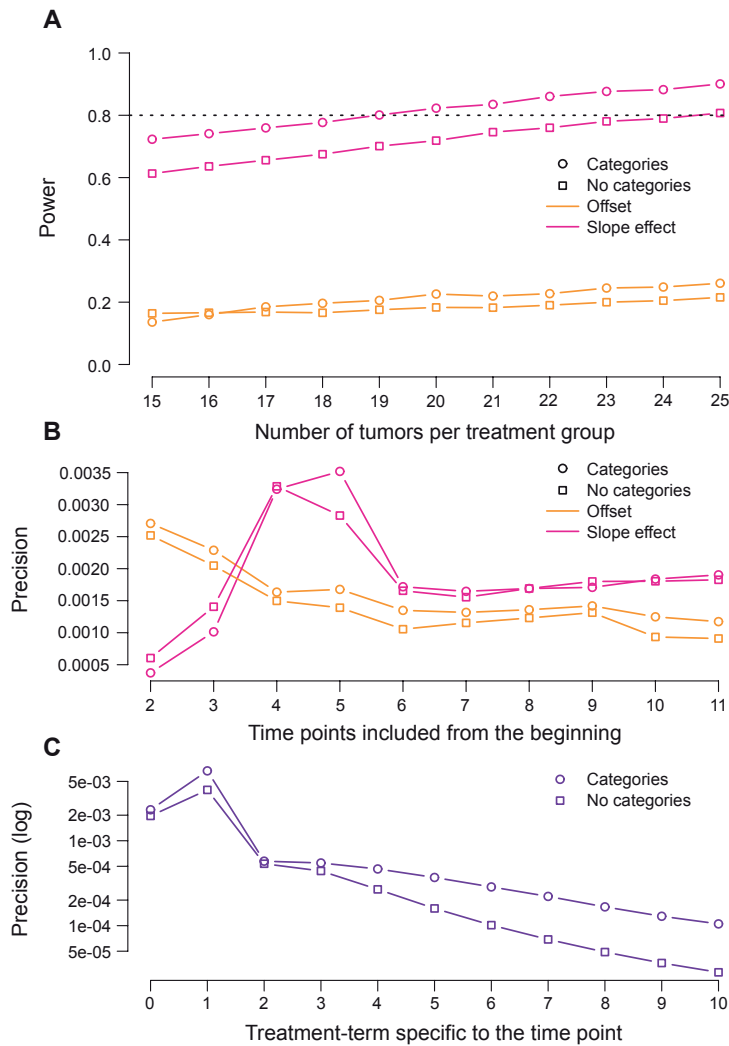 A
1.0
0.8
0.6
0.4
0.2
0.0
Power
Categories
No categories
Offset
Slope effect
15 16 17 18 19 20 21 22 23 24 25
Number of tumors per treatment group
B
0.0035
0.0030
0.0025
0.0020
0.0015
0.0010
0.0005
Precision
Categories
No categories
Offset
Slope effect
2 3 4 5 6 7 8 9 10 11
Time points included from the beginning
C
5e-03
2e-03
1e-03
5e-04
2e-04
1e-04
5e-05
Precision (log)
Categories
No categories
0 1 2 3 4 5 6 7 8 9 10
Treatment-term specific to the time point